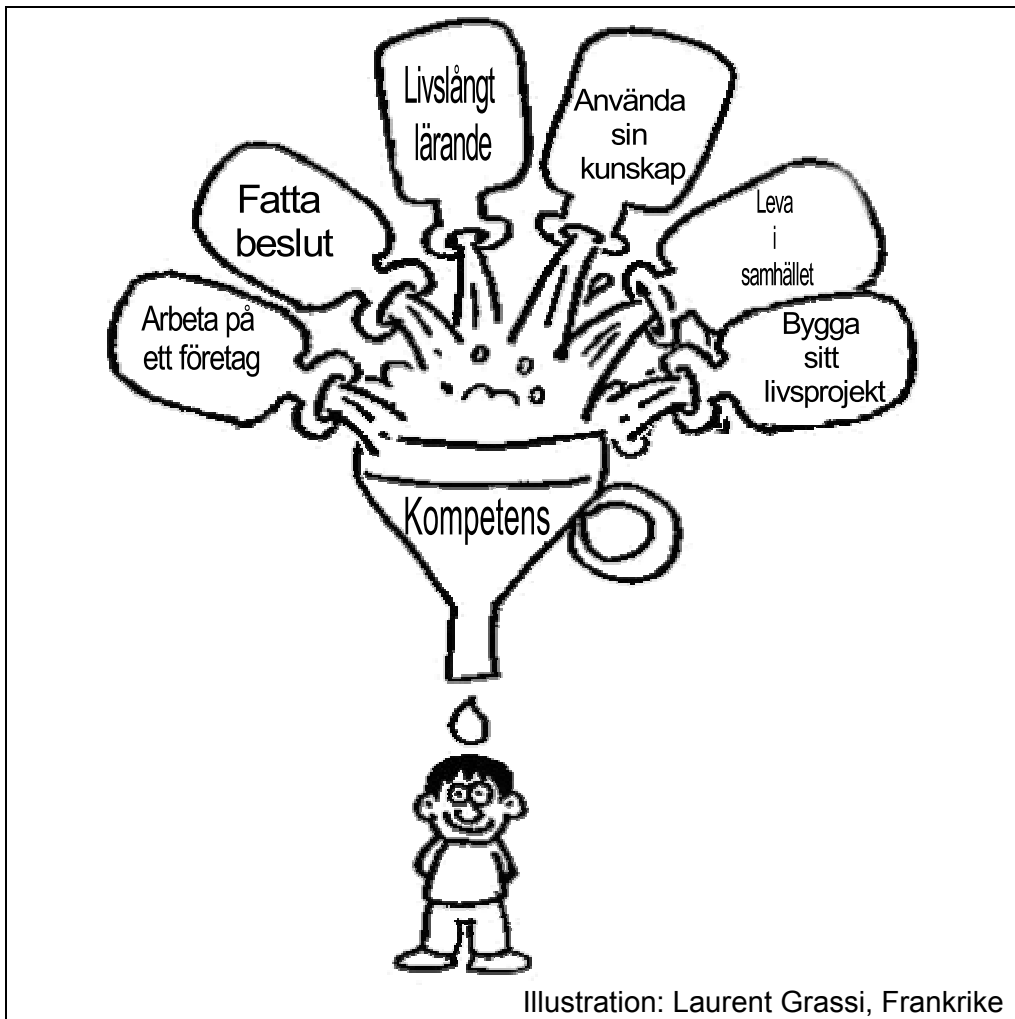 Livslångt
lärande
Använda
sin
kunskap
Fatta
beslut
Leva
i
samhället
Arbeta på
ett företag
Bygga
sitt
livsprojekt
Kompetens
Illustration: Laurent Grassi, Frankrike